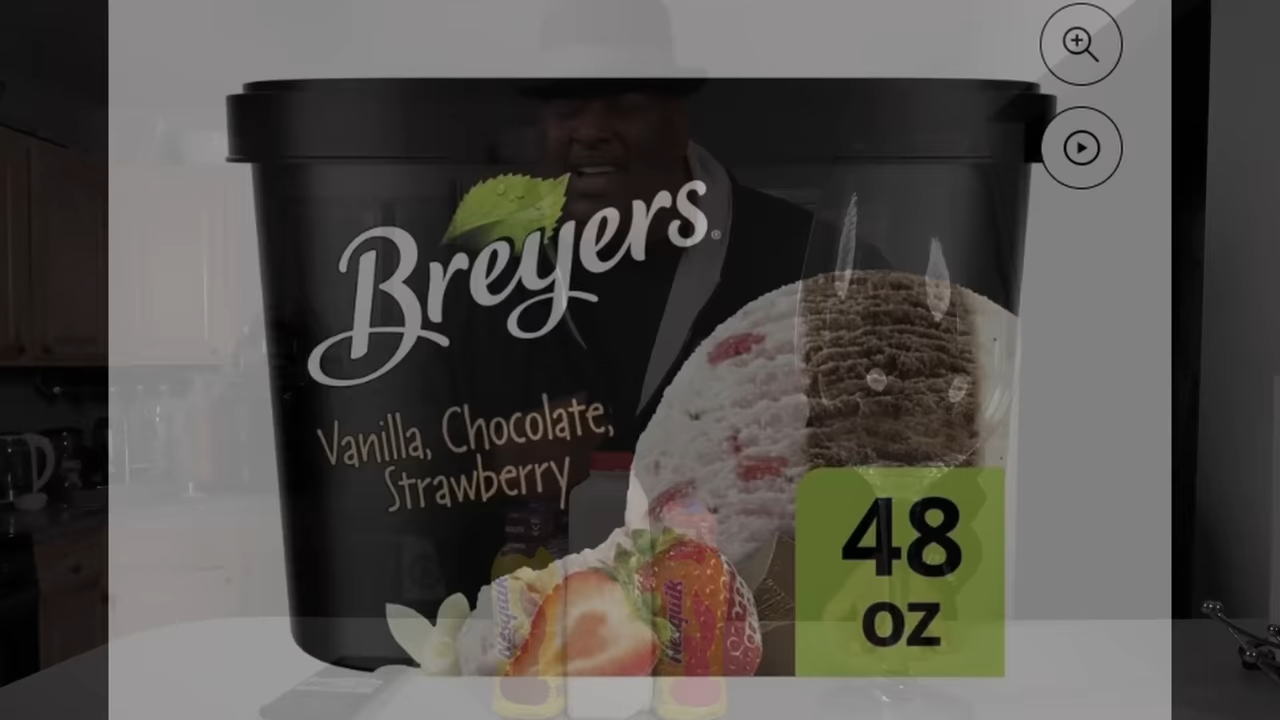 Breyers®
Vanilla, Chocolate,
Strawberry
48
oz
Nesquik
Nesquik